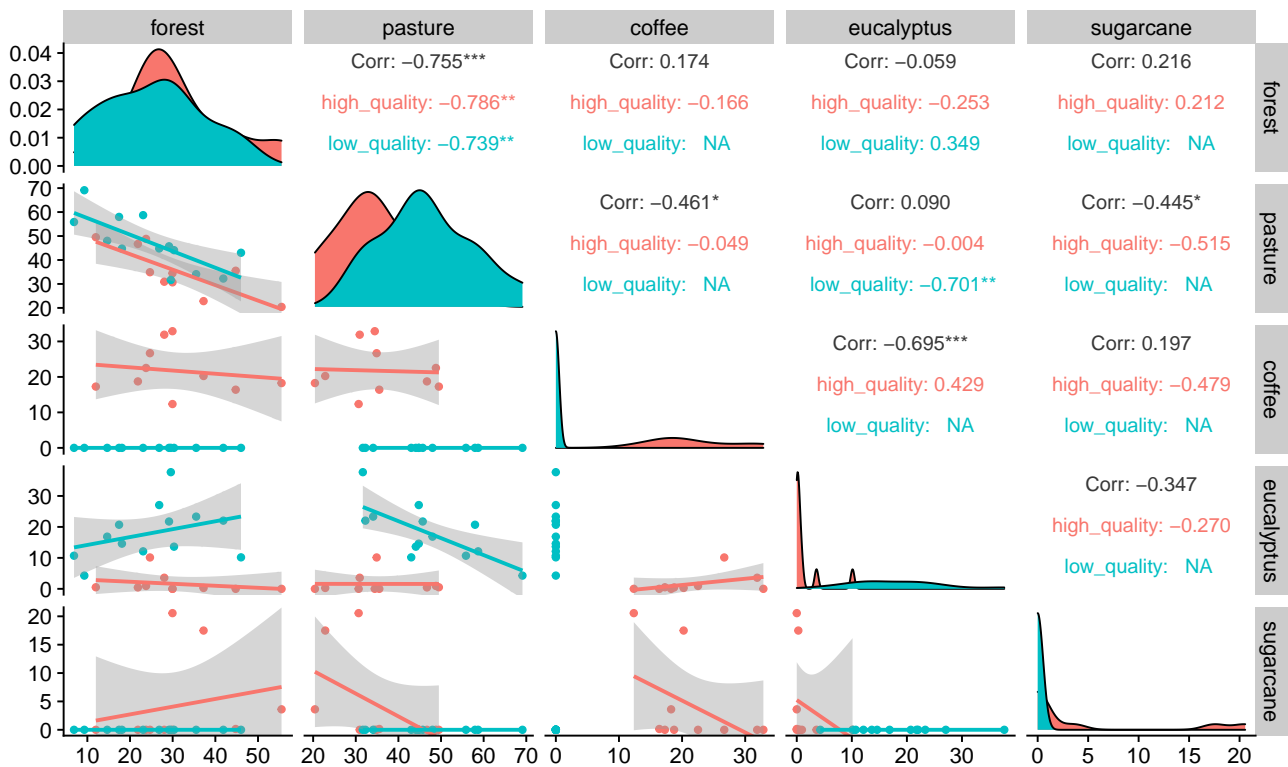 forest pasture coffee eucalyptus sugarcane
0.04
0.03
0.02
0.01
0.00
Corr: −0.755***
high_quality: −0.786**
low_quality: −0.739**
Corr: 0.174
high_quality: −0.166
low_quality: NA
Corr: −0.059
high_quality: −0.253
low_quality: 0.349
Corr: 0.216
high_quality: 0.212
low_quality: NA
forest
70
60
50
40
30
20
Corr: −0.461*
high_quality: −0.049
low_quality: NA
Corr: 0.090
high_quality: −0.004
low_quality: −0.701**
Corr: −0.445*
high_quality: −0.515
low_quality: NA
pasture
30
20
10
0
Corr: −0.695***
high_quality: 0.429
low_quality: NA
Corr: 0.197
high_quality: −0.479
low_quality: NA
coffee
30
20
10
0
Corr: −0.347
high_quality: −0.270
low_quality: NA
eucalyptus
20
15
10
5
0
sugarcane
10 20 30 40 50 20 30 40 50 60 70 0 10 20 30 0 10 20 30 0 5 10 15 20